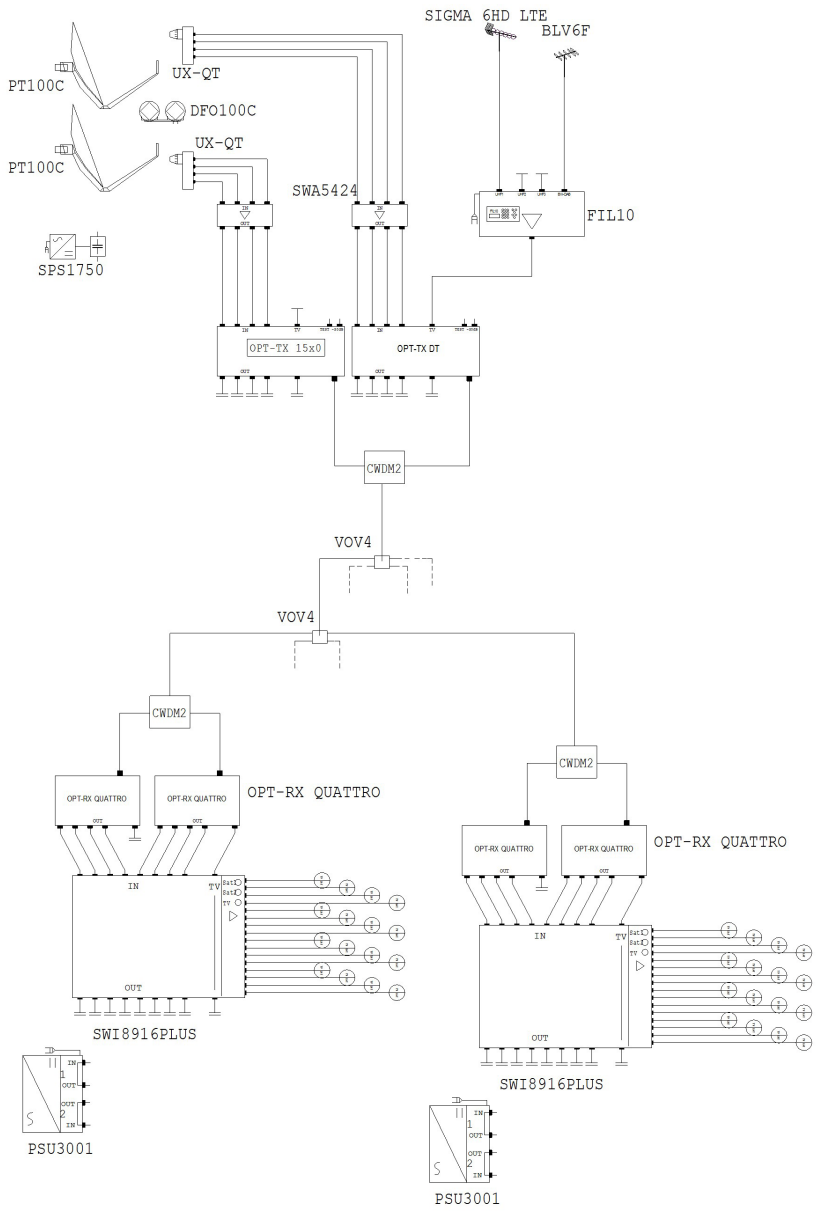 SIGMA 6HD LTE
BLV6F
UX-QT
PT100C
DFO100C
UX-QT
PT100C
SWA5424
IN
OUT
IN
OUT
FIL10
SPS1750
IN
TV
TEST
OPT-TX 15x0
OUT
IN
TV
TEST
OPT-TX DT
OUT
CWDM2
VOV4
VOV4
CWDM2
CWDM2
OPT-RX QUATTRO
OUT
OPT-RX QUATTRO
OUT
OPT-RX QUATTRO
OPT-RX QUATTRO
OUT
OPT-RX QUATTRO
OUT
OPT-RX QUATTRO
IN
TV
Sat1
Sat2
TV
OUT
SWI8916PLUS
IN
TV
Sat1
Sat2
TV
OUT
SWI8916PLUS
IN
1
OUT
OUT
2
IN
PSU3001
IN
1
OUT
OUT
2
IN
PSU3001